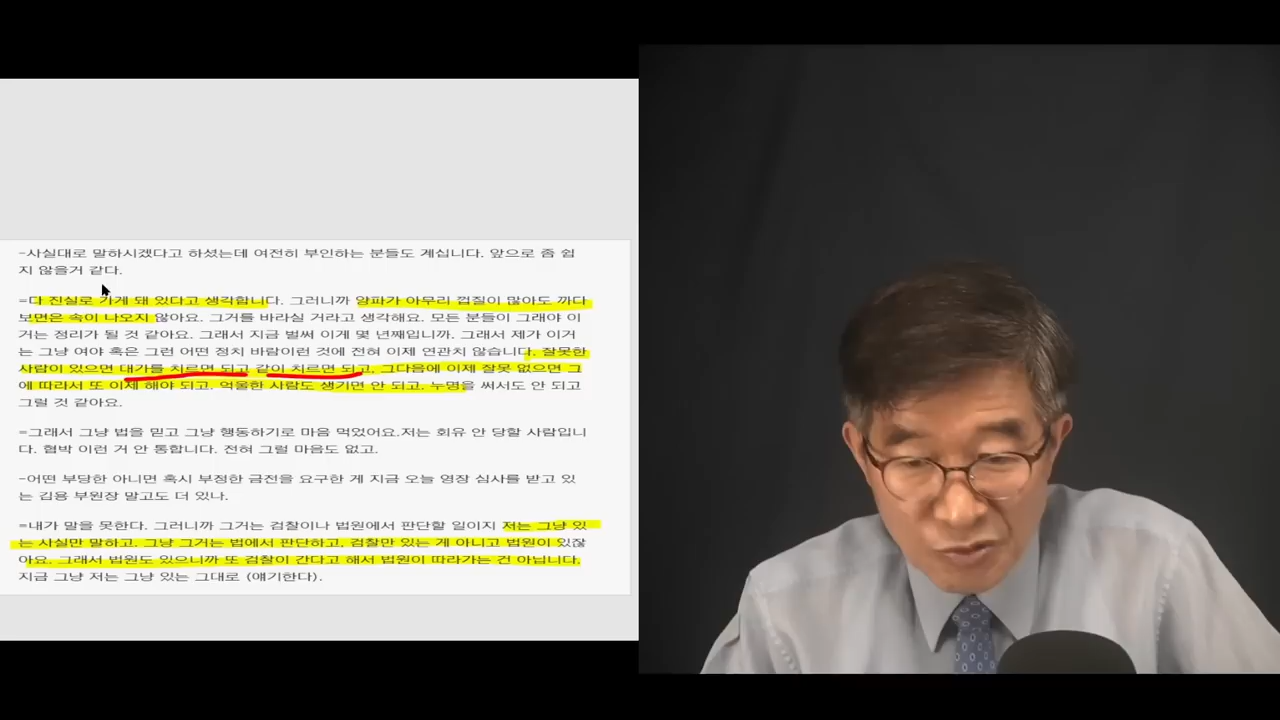 -사실대로 말하시겠다고 하셨는데 여전히 부인하는 분들도 계십니다. 앞으로 좀 쉽
지 않을거 같다.
=다 진실로 가게 돼 있다고 생각합니다. 그러니까 양파가 아무리 껍질이 많아도 까다
보면은 속이 나오지 않아요. 그거를 바라실 거라고 생각해요. 모든 분들이 그래야 이
거는 정리가 될 것 같아요. 그래서 지금 벌써 이게 몇 년째입니까. 그래서 제가 이거
는 그냥 여야 혹은 그런 어떤 정치 바람이런 것에 전혀 이제 연관치 않습니다. 잘못한
사람이 있으면 대가를 치르면 되고 같이 치르면 되고, 그다음에 이제 잘못 없으면 그
에 따라서 또 이제 해야 되고. 억울한 사람도 생기면 안 되고. 누명을 써서도 안 되고
그럴 것 같아요.
=그래서 그냥 법을 믿고 그냥 행동하기로 마음 먹었어요.저는 회유 안 당할 사람입니
다. 협박 이런 거 안 통합니다. 전혀 그럴 마음도 없고.
-어떤 부당한 아니면 혹시 부정한 금전을 요구한 게 지금 오늘 영장 심사를 받고 있
는 김용 부원장 말고도 더 있나.
=내가 말을 못한다. 그러니까 그거는 검찰이나 법원에서 판단할 일이지 저는 그냥 있
는 사실만 말하고. 그냥 그거는 법에서 판단하고, 검찰만 있는 게 아니고 법원이 있잖
아요. 그래서 법원도 있으니까 또 검찰이 간다고 해서 법원이 따라가는 건 아닙니다.
지금 그냥 저는 그냥 있는 그대로 (얘기한다).